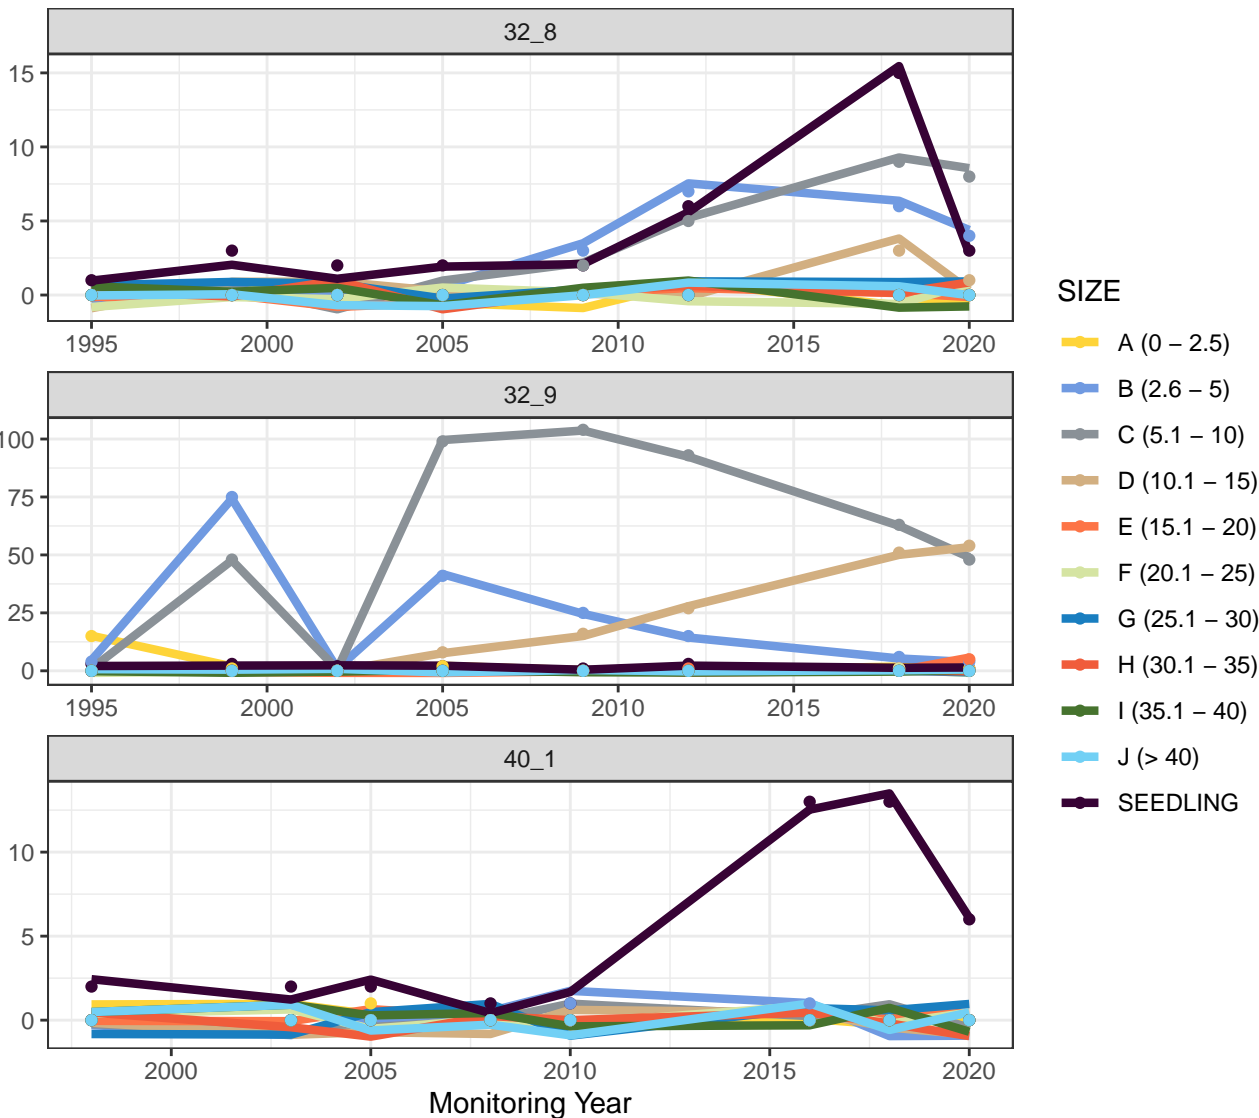 32_8
15
10
5
0
1995 2000 2005 2010 2015 2020
32_9
100
75
50
25
0
1995 2000 2005 2010 2015 2020
40_1
10
5
0
2000 2005 2010 2015 2020
Monitoring Year
SIZE
A (0 − 2.5)
B (2.6 − 5)
C (5.1 − 10)
D (10.1 − 15)
E (15.1 − 20)
F (20.1 − 25)
G (25.1 − 30)
H (30.1 − 35)
I (35.1 − 40)
J (> 40)
SEEDLING